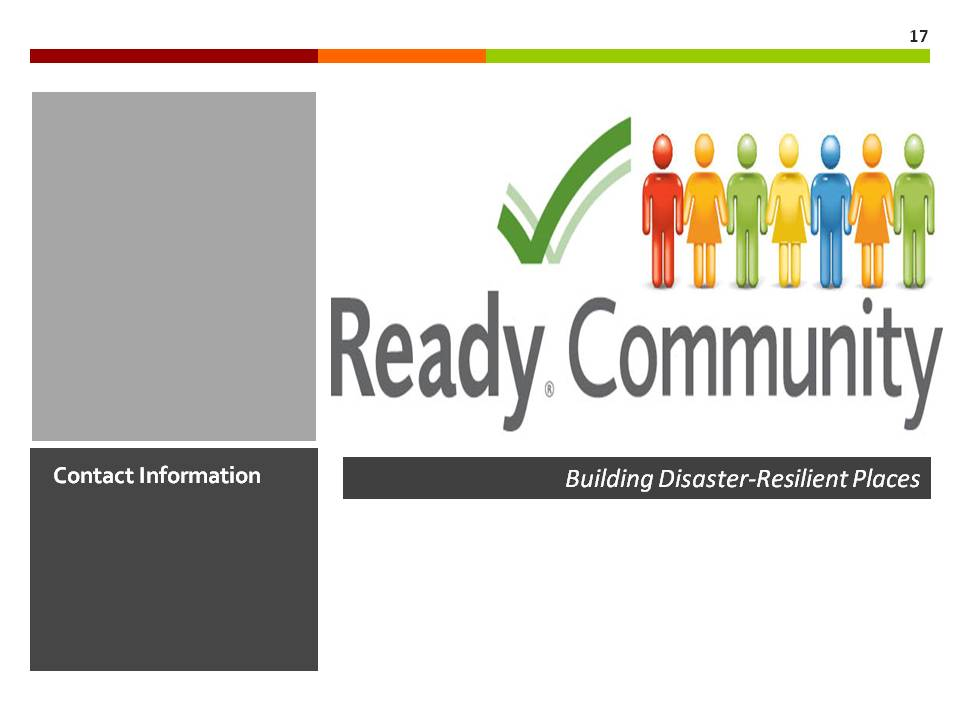 17
Ready® Community
Contact Information
Building Disaster-Resilient Places